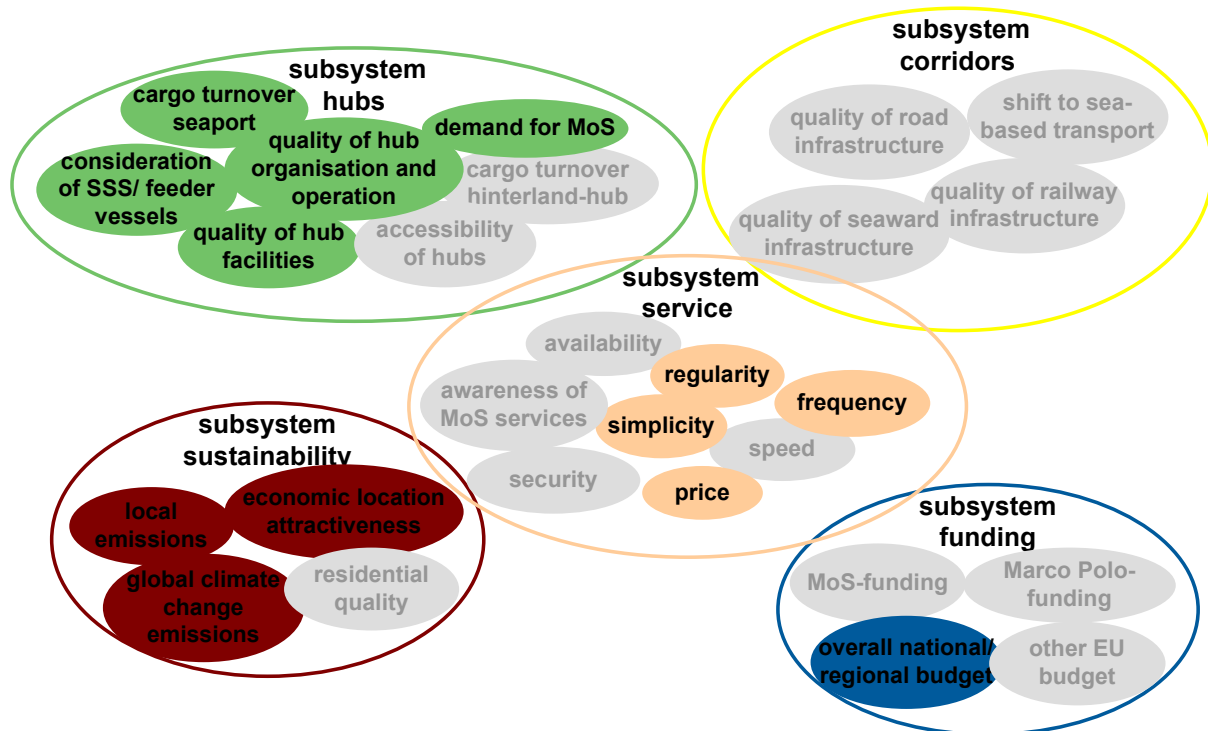 subsystem
hubs
cargo turnover
seaport
demand for MoS
quality of hub
organisation and
operation
consideration
of SSS/ feeder
vessels
cargo turnover
hinterland-hub
quality of hub
facilities
accessibility
of hubs
subsystem
corridors
quality of road
infrastructure
shift to sea-
based transport
quality of seaward
infrastructure
quality of railway
infrastructure
subsystem
service
availability
regularity
awareness of
MoS services
frequency
simplicity
speed
security
price
subsystem
sustainability
local
emissions
economic location
attractiveness
global climate
change
emissions
residential
quality
subsystem
funding
MoS-funding
Marco Polo-
funding
overall national/
regional budget
other EU
budget